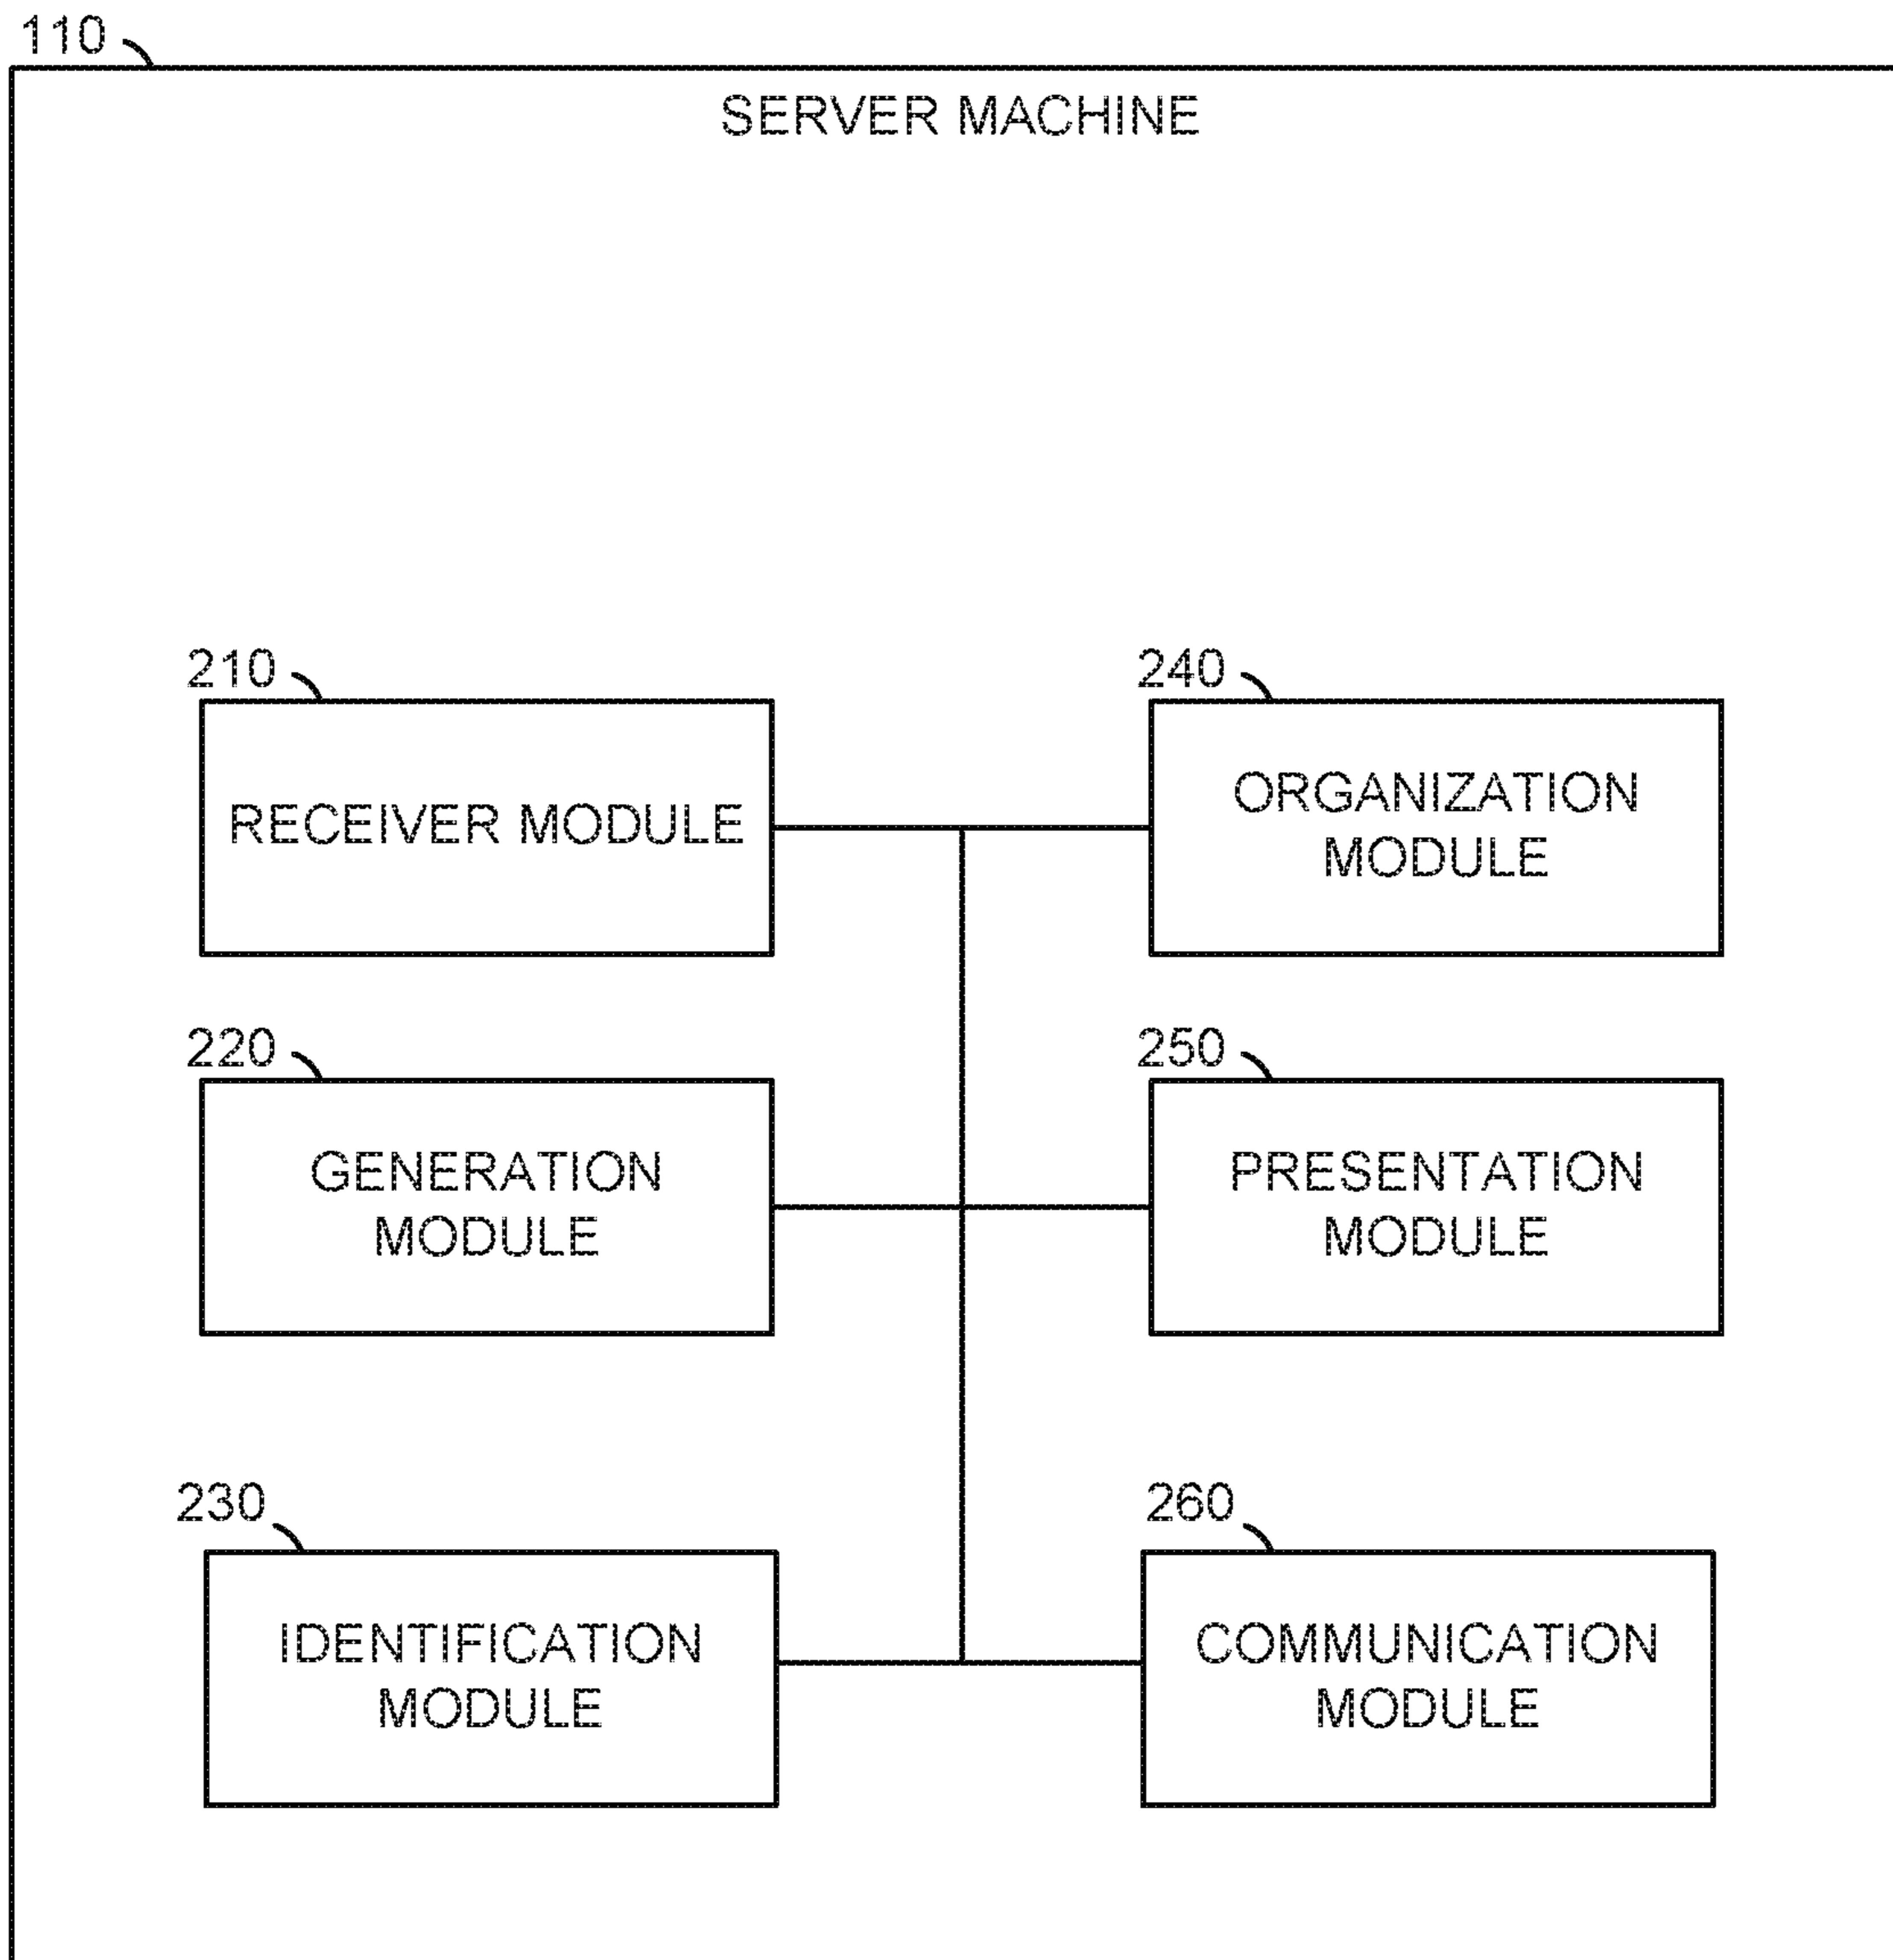 110
SERVER MACHINE
210
RECEIVER MODULE
240
ORGANIZATION
MODULE
220
GENERATION
MODULE
250
PRESENTATION
MODULE
230
IDENTIFICATION
MODULE
260
COMMUNICATION
MODULE